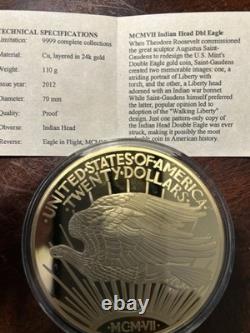 TECHNICAL SPECIFICATIONS
Limitation: 9999 complete collections
Material: Cu, layered in 24k gold
Weight: 110 g
Issue year: 2012
Diameter: 70 mm
Quality: Proof
Obverse: Indian Head
Reverse: Eagle in Flight, MCMVII
MCMVII Indian Head Dbl Eagle
When Theodore Roosevelt commissioned
the great sculptor Augustus Saint-
Gaudens to redesign the U.S. Mint's
Double Eagle gold coin, Saint-Gaudens
created two memorable images: one, a
striding portrait of Liberty with
torch, and the other, a head of Liberty
adorned with an Indian war bonnet
While Saint-Gaudens himself preferred
the latter, popular opinion led to
adoption of the "Walking Liberty"
design. Just one pattern-only copy of
the Indian Head Double Eagle was ever
struck, making it the most possibly
coin in American history.
UNITED·STATES·OF·AMERICA
TWENTY·DOLLARS
·MCMVII·